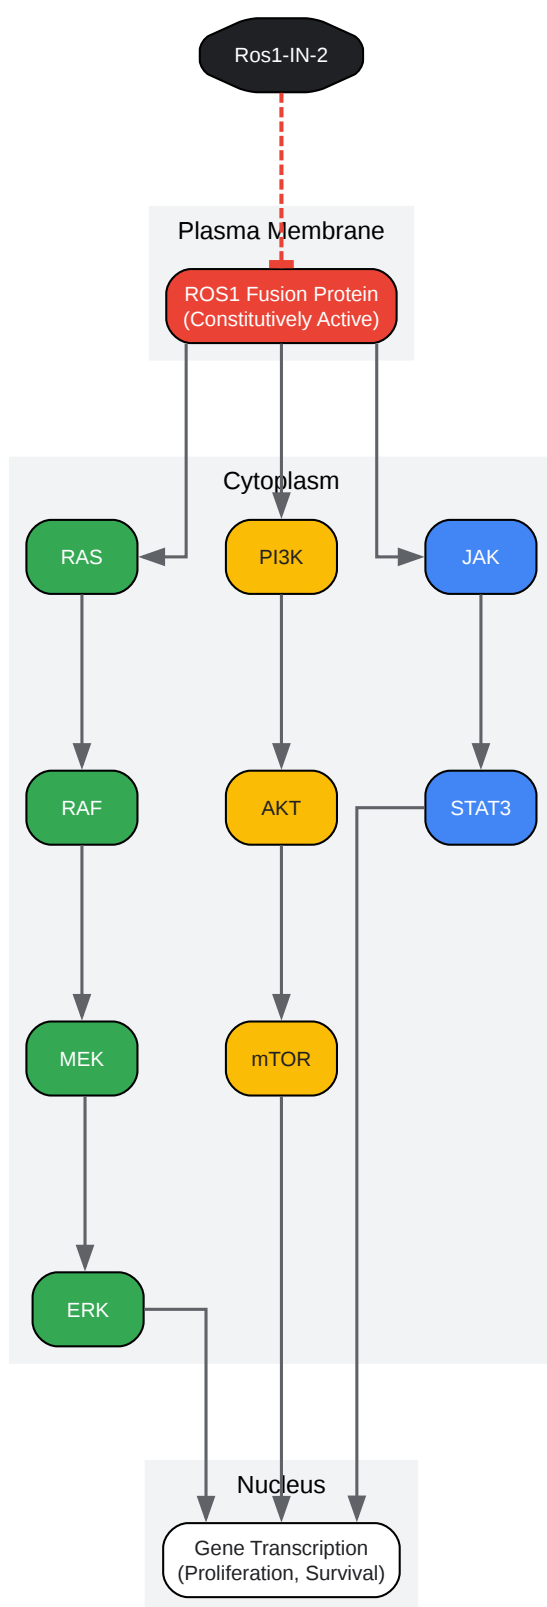 Ros1-IN-2
Plasma Membrane
ROS1 Fusion Protein
(Constitutively Active)
Cytoplasm
RAS
PI3K
JAK
RAF
AKT
STAT3
MEK
mTOR
ERK
Nucleus
Gene Transcription
(Proliferation, Survival)